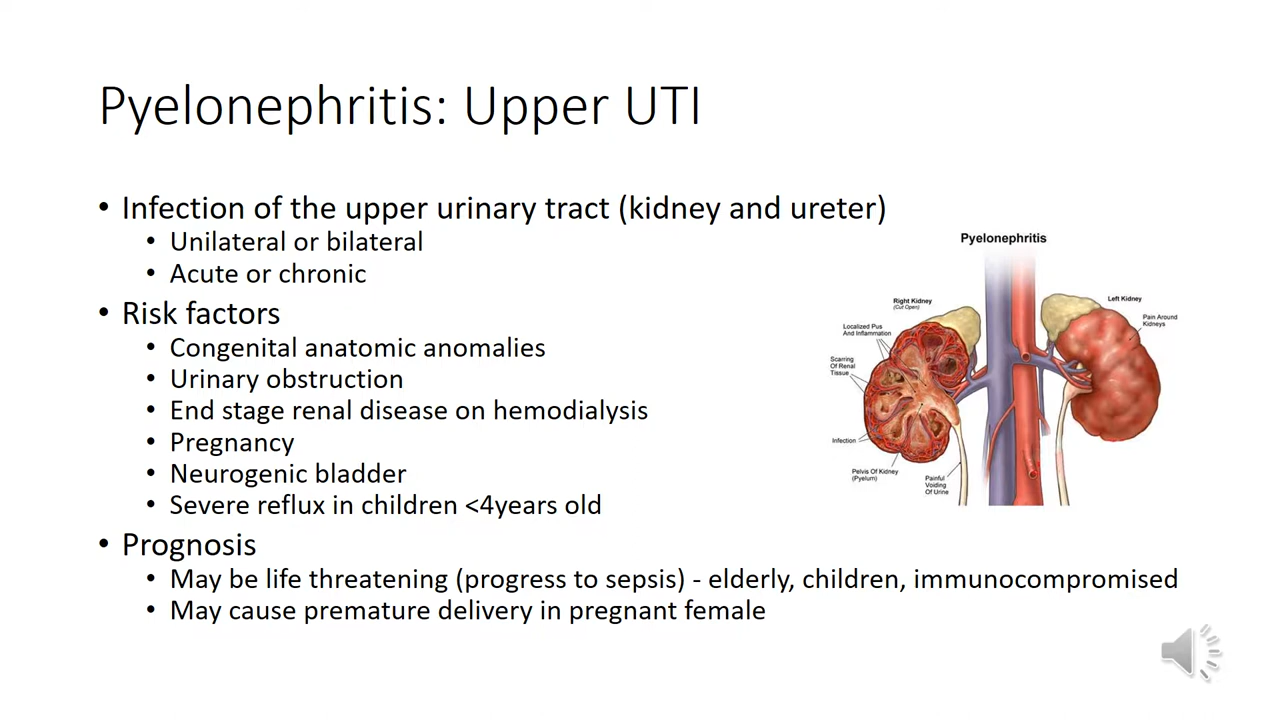 Pyelonephritis: Upper UTI
• Infection of the upper urinary tract (kidney and ureter)
• Unilateral or bilateral
• Acute or chronic
• Risk factors
• Congenital anatomic anomalies
• Urinary obstruction
• End stage renal disease on hemodialysis
• Pregnancy
• Neurogenic bladder
• Severe reflux in children <4years old
• Prognosis
• May be life threatening (progress to sepsis) - elderly, children, immunocompromised
• May cause premature delivery in pregnant female
Pyelonephritis
Right Kidney
(Cut Open)
Localized Pus
And Inflammation
Scarring
Of Renal
Tissue
Infection
Pelvis Of Kidney
(Pyelum)
Painful
Voiding
Of Urine
Left Kidney
Pain Around
Kidneys